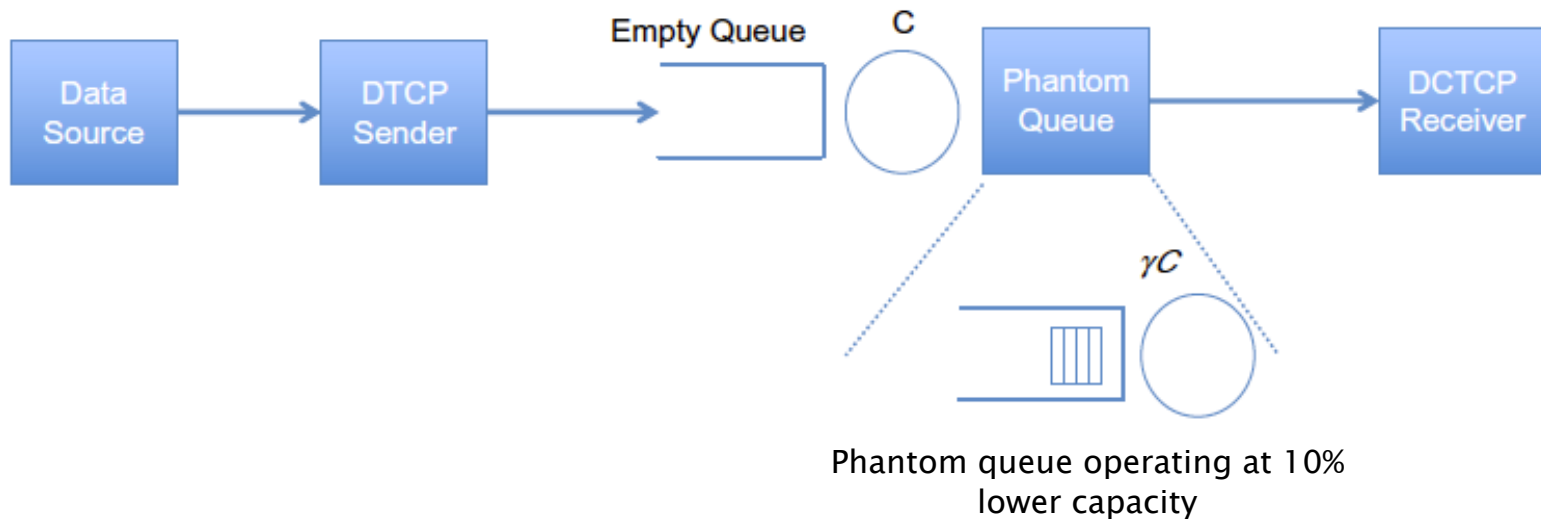 Empty Queue
C
Data
Source
DTCP
Sender
Phantom
Queue
DCTCP
Receiver
γC
Phantom queue operating at 10%
lower capacity